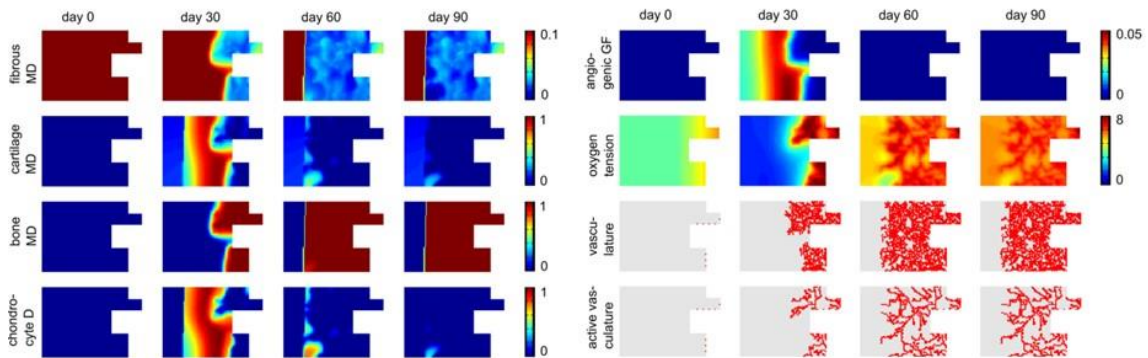 day 0 day 30 day 60 day 90
fibrous
MD
0.1
0
cartilage
MD
1
0
bone
MD
1
0
chondro-
cyte D
1
0
day 0 day 30 day 60 day 90
angio-
genic GF
0.05
0
oxygen
tension
8
0
vascu-
lature
active vas-
culature